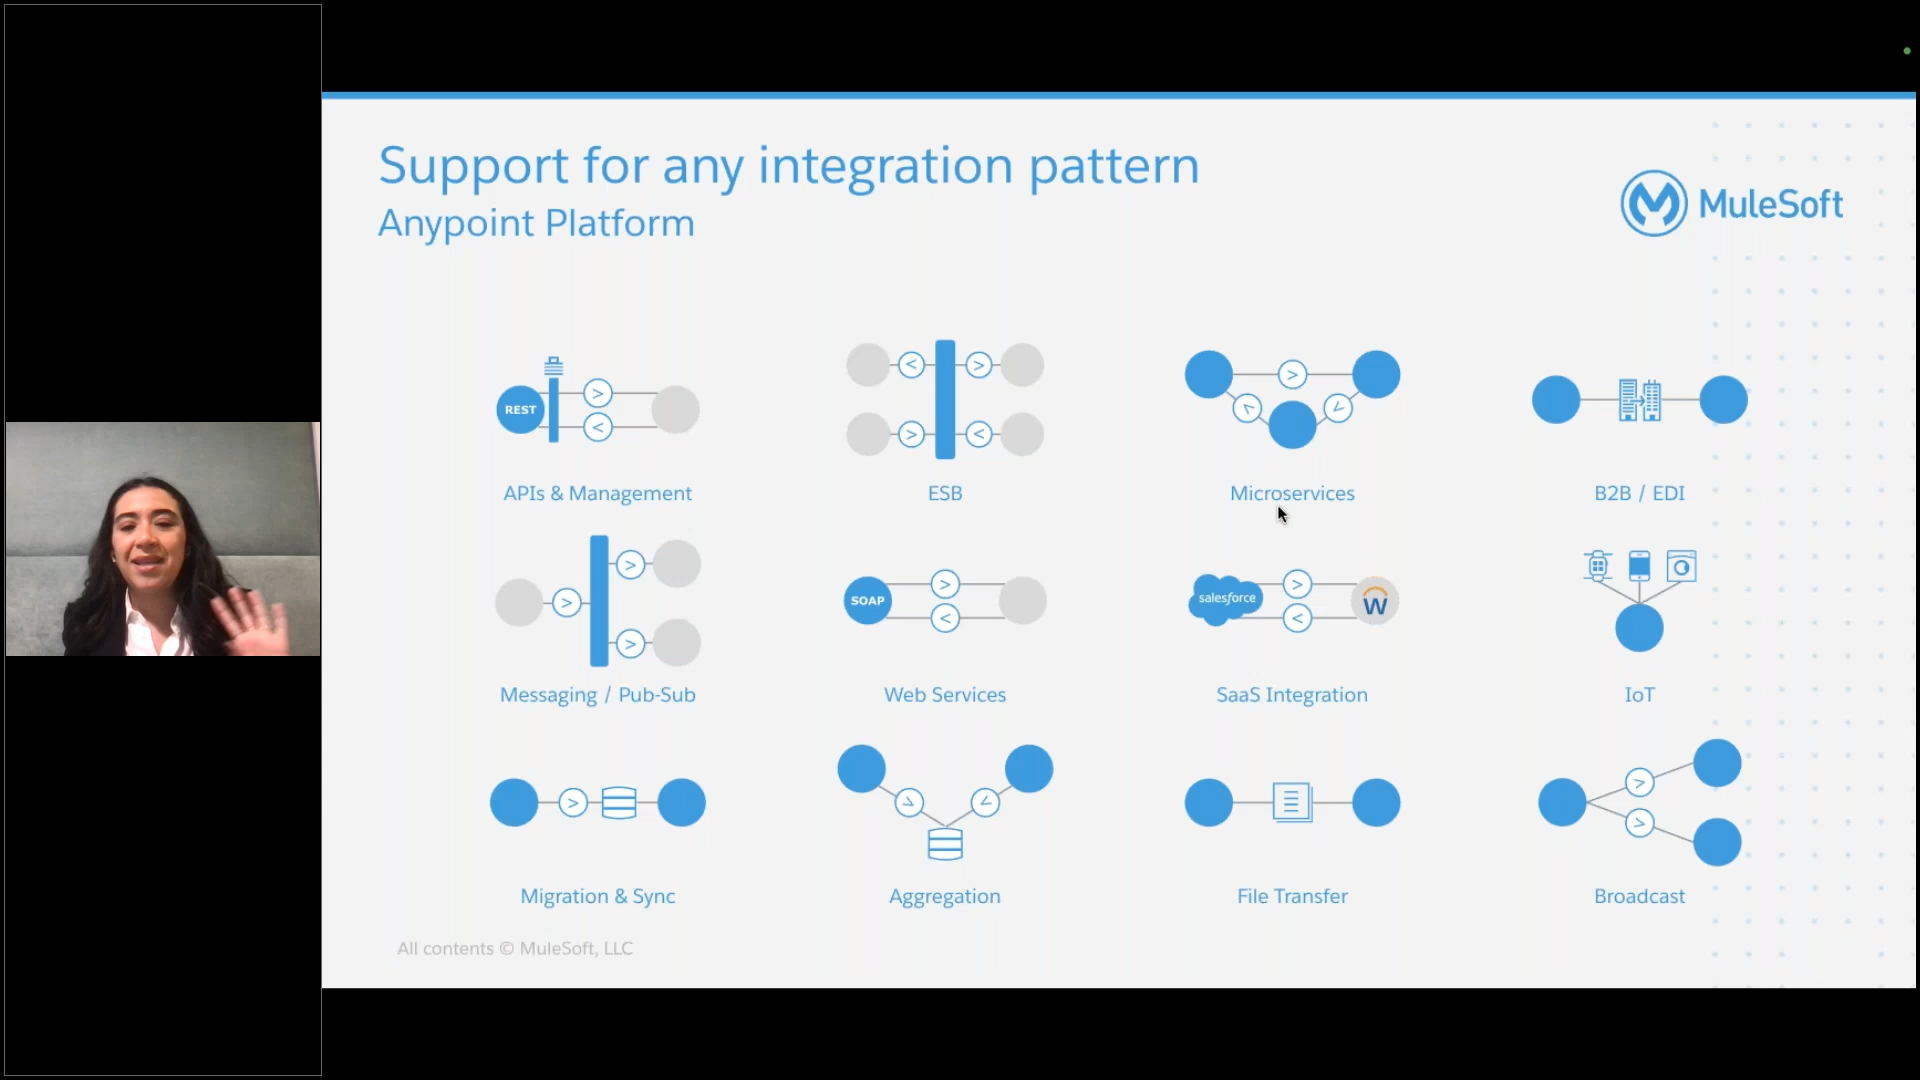 Support for any integration pattern
Anypoint Platform
MuleSoft
REST
APIs & Management
ESB
Microservices
B2B / EDI
Messaging / Pub-Sub
SOAP
Web Services
salesforce
W
SaaS Integration
IoT
Migration & Sync
Aggregation
File Transfer
Broadcast
All contents © MuleSoft, LLC